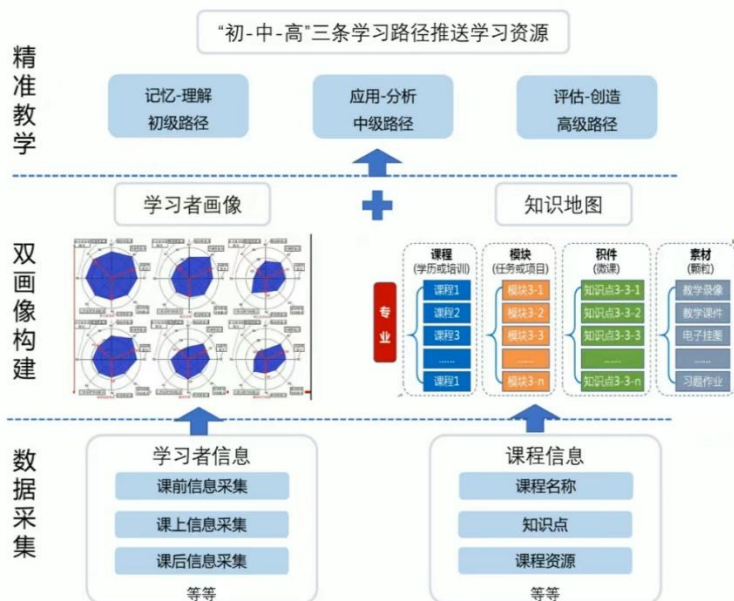 “初-中-高”三条学习路径推送学习资源
精准教学
记忆-理解
初级路径
应用-分析
中级路径
评估-创造
高级路径
双画像构建
学习者画像
知识地图
专业
课程
(学历或培训)
课程1
课程2
课程3
......
课程1
模块
(任务或项目)
模块3-1
模块3-2
模块3-3
......
模块3-n
积件
(微课)
知识点3-3-1
知识点3-3-2
知识点3-3-3
......
知识点3-3-n
素材
(颗粒)
教学录像
教学课件
电子挂图
......
习题作业
数据采集
学习者信息
课前信息采集
课上信息采集
课后信息采集
等等
课程信息
课程名称
知识点
课程资源
等等